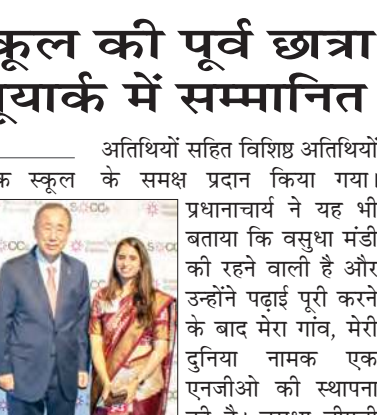 स्कूल की पूर्व छात्रा
न्यूयार्क में सम्मानित
स्कूल
अतिथियों सहित विशिष्ठ अतिथियों
के समक्ष प्रदान किया गया।
प्रधानाचार्य ने यह भी
बताया कि वसुधा मंडी
की रहने वाली है और
उन्होंने पढ़ाई पूरी करने
के बाद मेरा गांव, मेरी
दुनिया नामक एक
एनजीओ की स्थापना